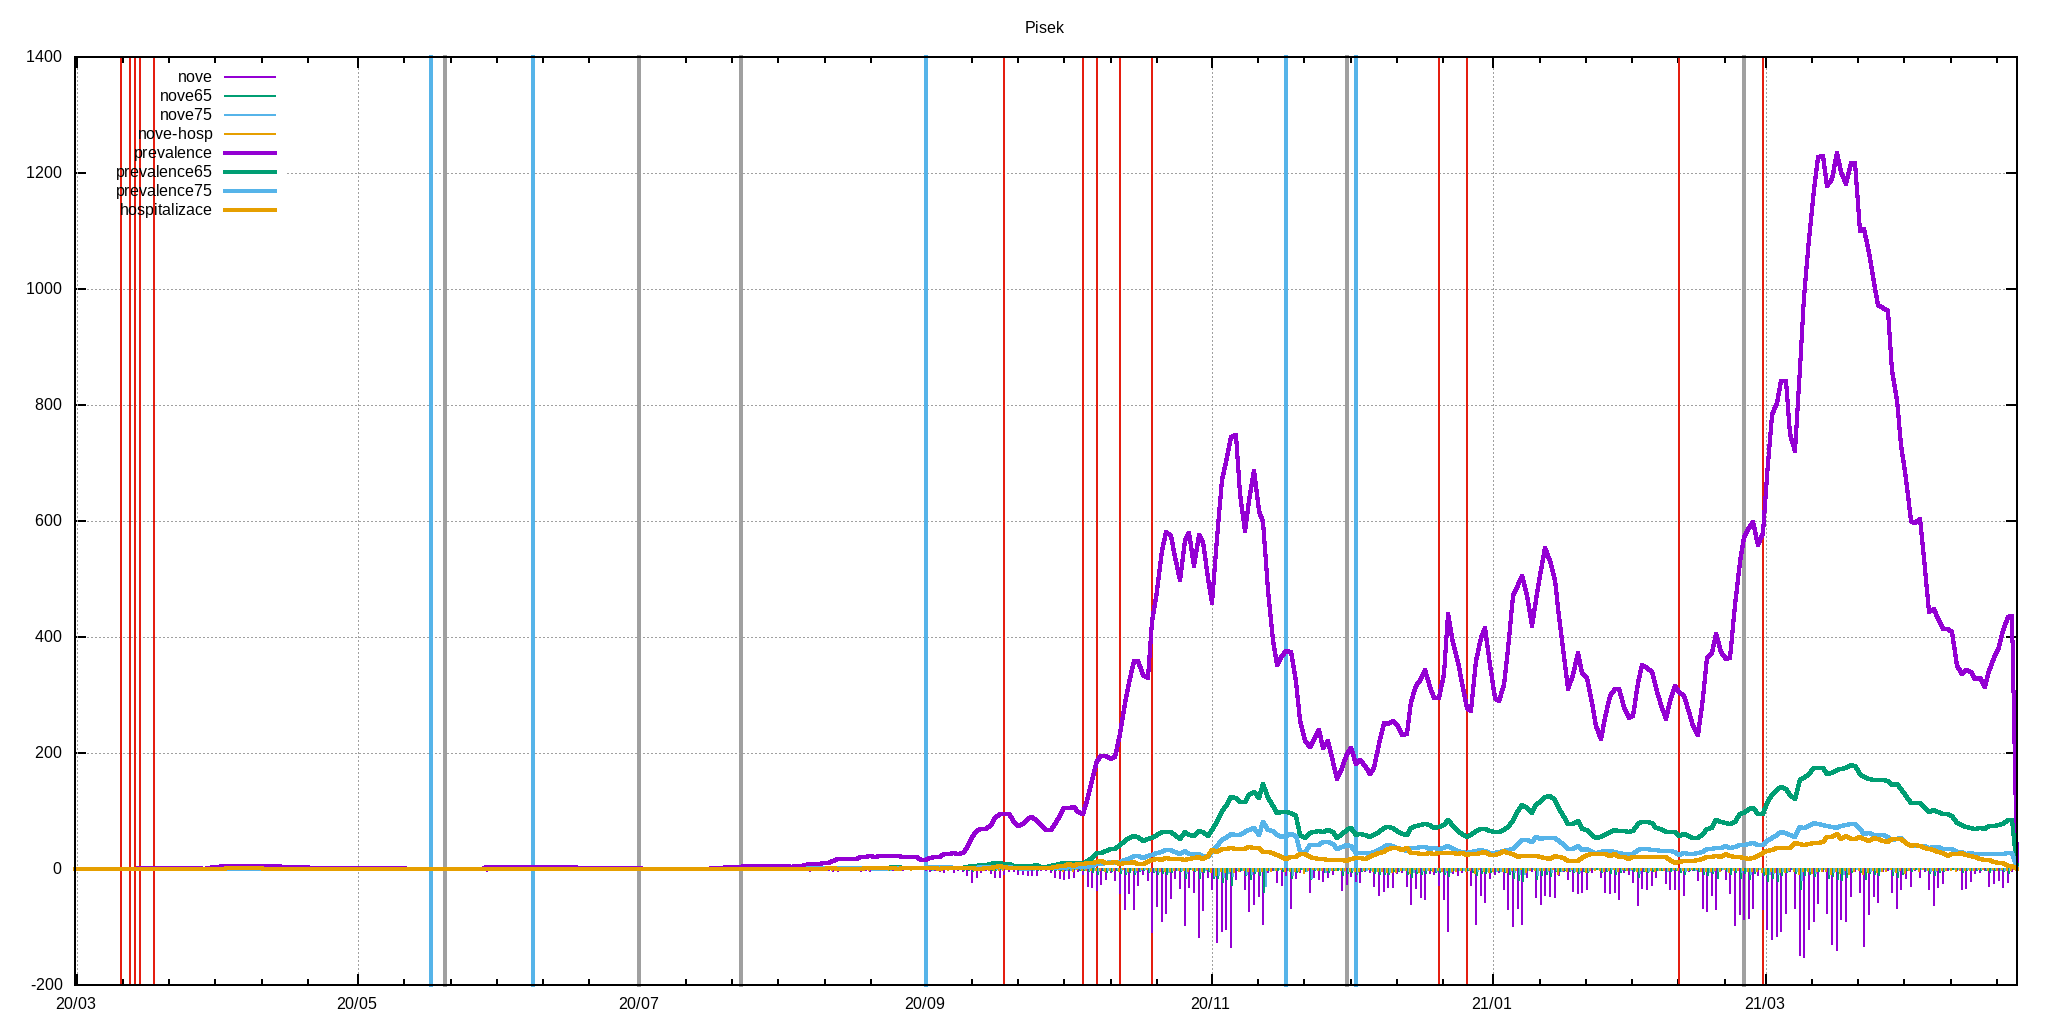 Pisek
1400
1200
1000
800
600
400
200
0
-200
nove
nove65
nove75
nove-hosp
prevalence
prevalence65
prevalence75
hospitalizace
20/03 20/05 20/07 20/09 20/11 21/01 21/03